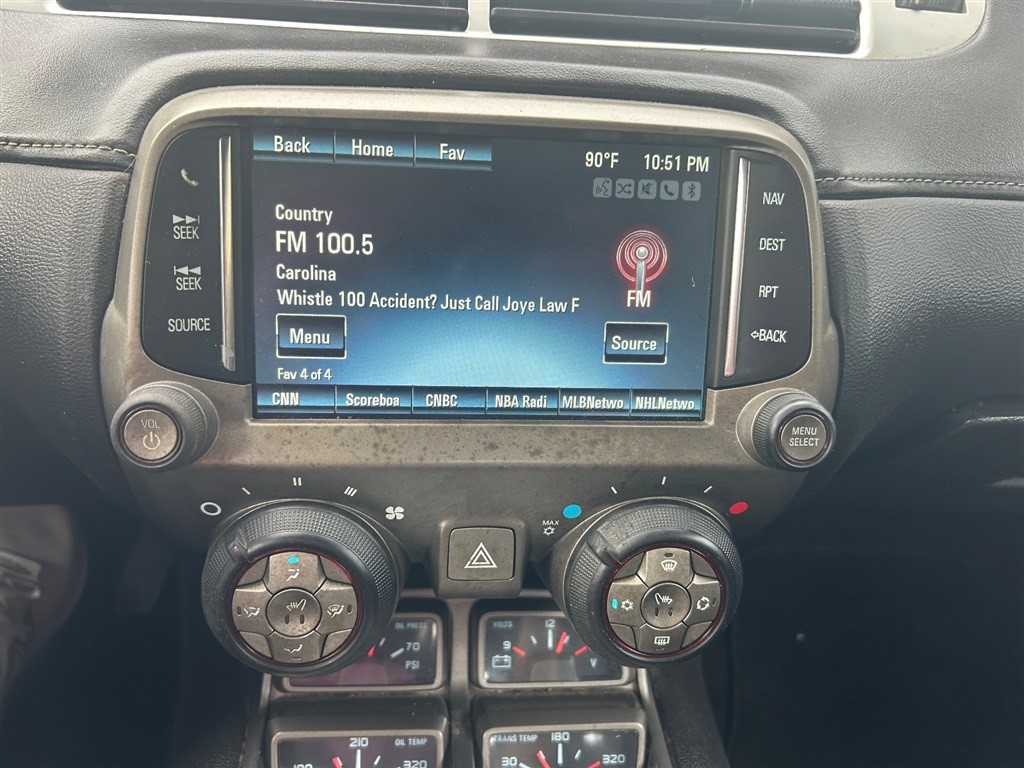 Back Home Fav
90°F 10:51 PM
Country
FM 100.5
Carolina
Whistle 100 Accident? Just Call Joye Law F
FM
Menu
Source
Fav 4 of 4
CNN Scoreboa CNBC NBA Radi MLBNetwo NHLNetwo
SEEK
SEEK
SOURCE
NAV
DEST
RPT
BACK
VOL
MENU
SELECT
MAX
OIL PRESS
70
PSI
VOLTS
9 12
V
210 OIL TEMP
320
TRANS TEMP 180
320